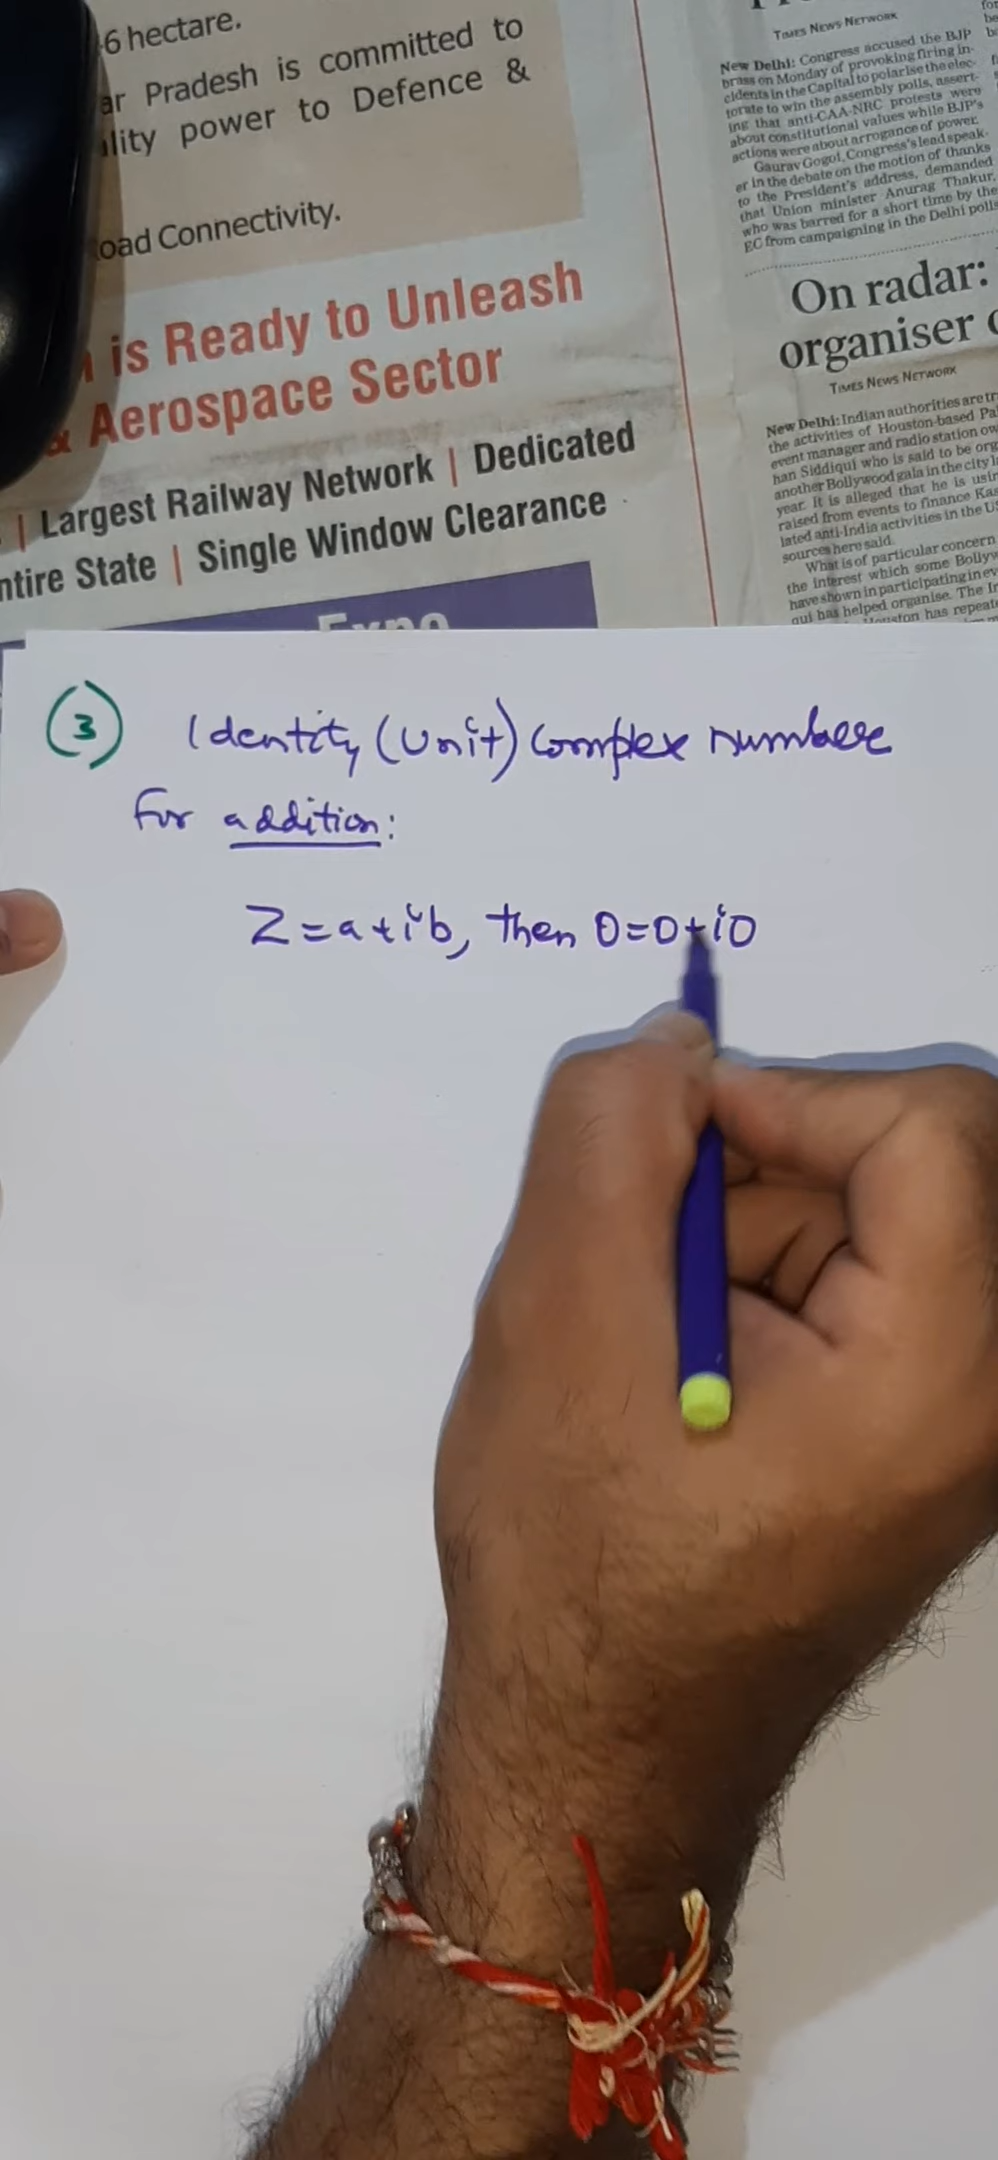 6 hectare.
Pradesh is committed to
power to Defence &
Connectivity.
is Ready to Unleash
& Aerospace Sector
| Largest Railway Network | Dedicated
State | Single Window Clearance
Expo
TIMES NEWS NETWORK
New Delhi: Congress accused the BJP
brass on Monday of provoking firing in-
cidents in the Capital to polarise the elec-
torate to win the assembly polls, assert-
ing that anti-CAA-NRC protests were
about constitutional values while BJP's
actions were about arrogance of power.
Gaurav Gogoi, Congress's lead speak-
er in the debate on the motion of thanks
to the President's address, demanded
that Union minister Anurag Thakur,
who was barred for a short time by the
EC from campaigning in the Delhi polls
On radar:
organiser
TIMES NEWS NETWORK
New Delhi: Indian authorities are
the activities of Houston-based
event manager and radio station
han Siddiqui who is said to be
another Bollywood gala in the city
year. It is alleged that he is
raised from events to finance
lated anti-India activities in the
sources here said.
What is of particular concern
the interest which some
have shown in participating in
qui has helped organise. The
Houston has
(3) Identity (Unit) Complex number
For addition:
Z=a+ib, then 0=0+i0